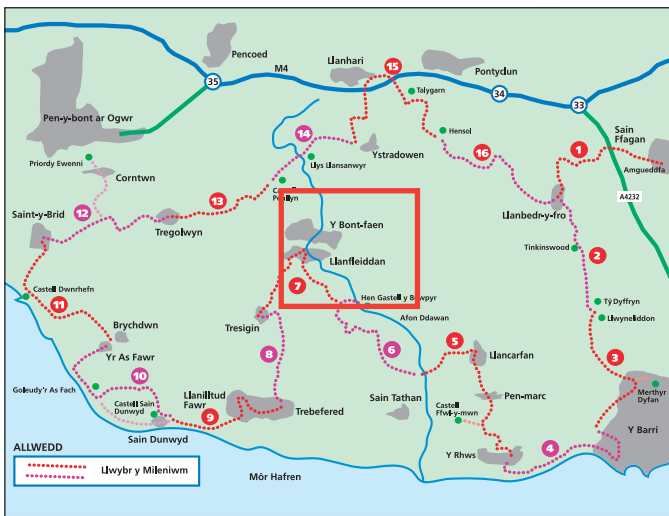 Pencoed
M4
35
Llanhari
15
Pontyclun
Talygarn
34
33
Pen-y-bont ar Ogwr
Priordy Ewenni
Corntwn
14
Llys Llansanwyr
Ystradowen
Hensol
16
1
Sain
Ffagan
Amgueddfa
A4232
Saint-y-Brid
12
Tregolwyn
13
Y Bont-faen
Llanfleiddan
7
Llanbedr-y-fro
Tinkinswood
2
Castell Dwnrhefn
11
Brychdwn
Yr As Fawr
Tresigin
8
Hen Gastell y Bewpyr
Afon Ddawan
6
5
Llancarfan
Tŷ Dyffryn
Llwyneliddon
3
Goleudy'r As Fach
10
Castell Sain
Dunwyd
Sain Dunwyd
Llanilltud
Fawr
9
Trebefered
Sain Tathan
Castell
Ffwl-y-mwn
Pen-marc
Y Rhws
4
Merthyr
Dyfan
Y Barri
ALLWEDD
Llwybr y Mileniwm
Môr Hafren